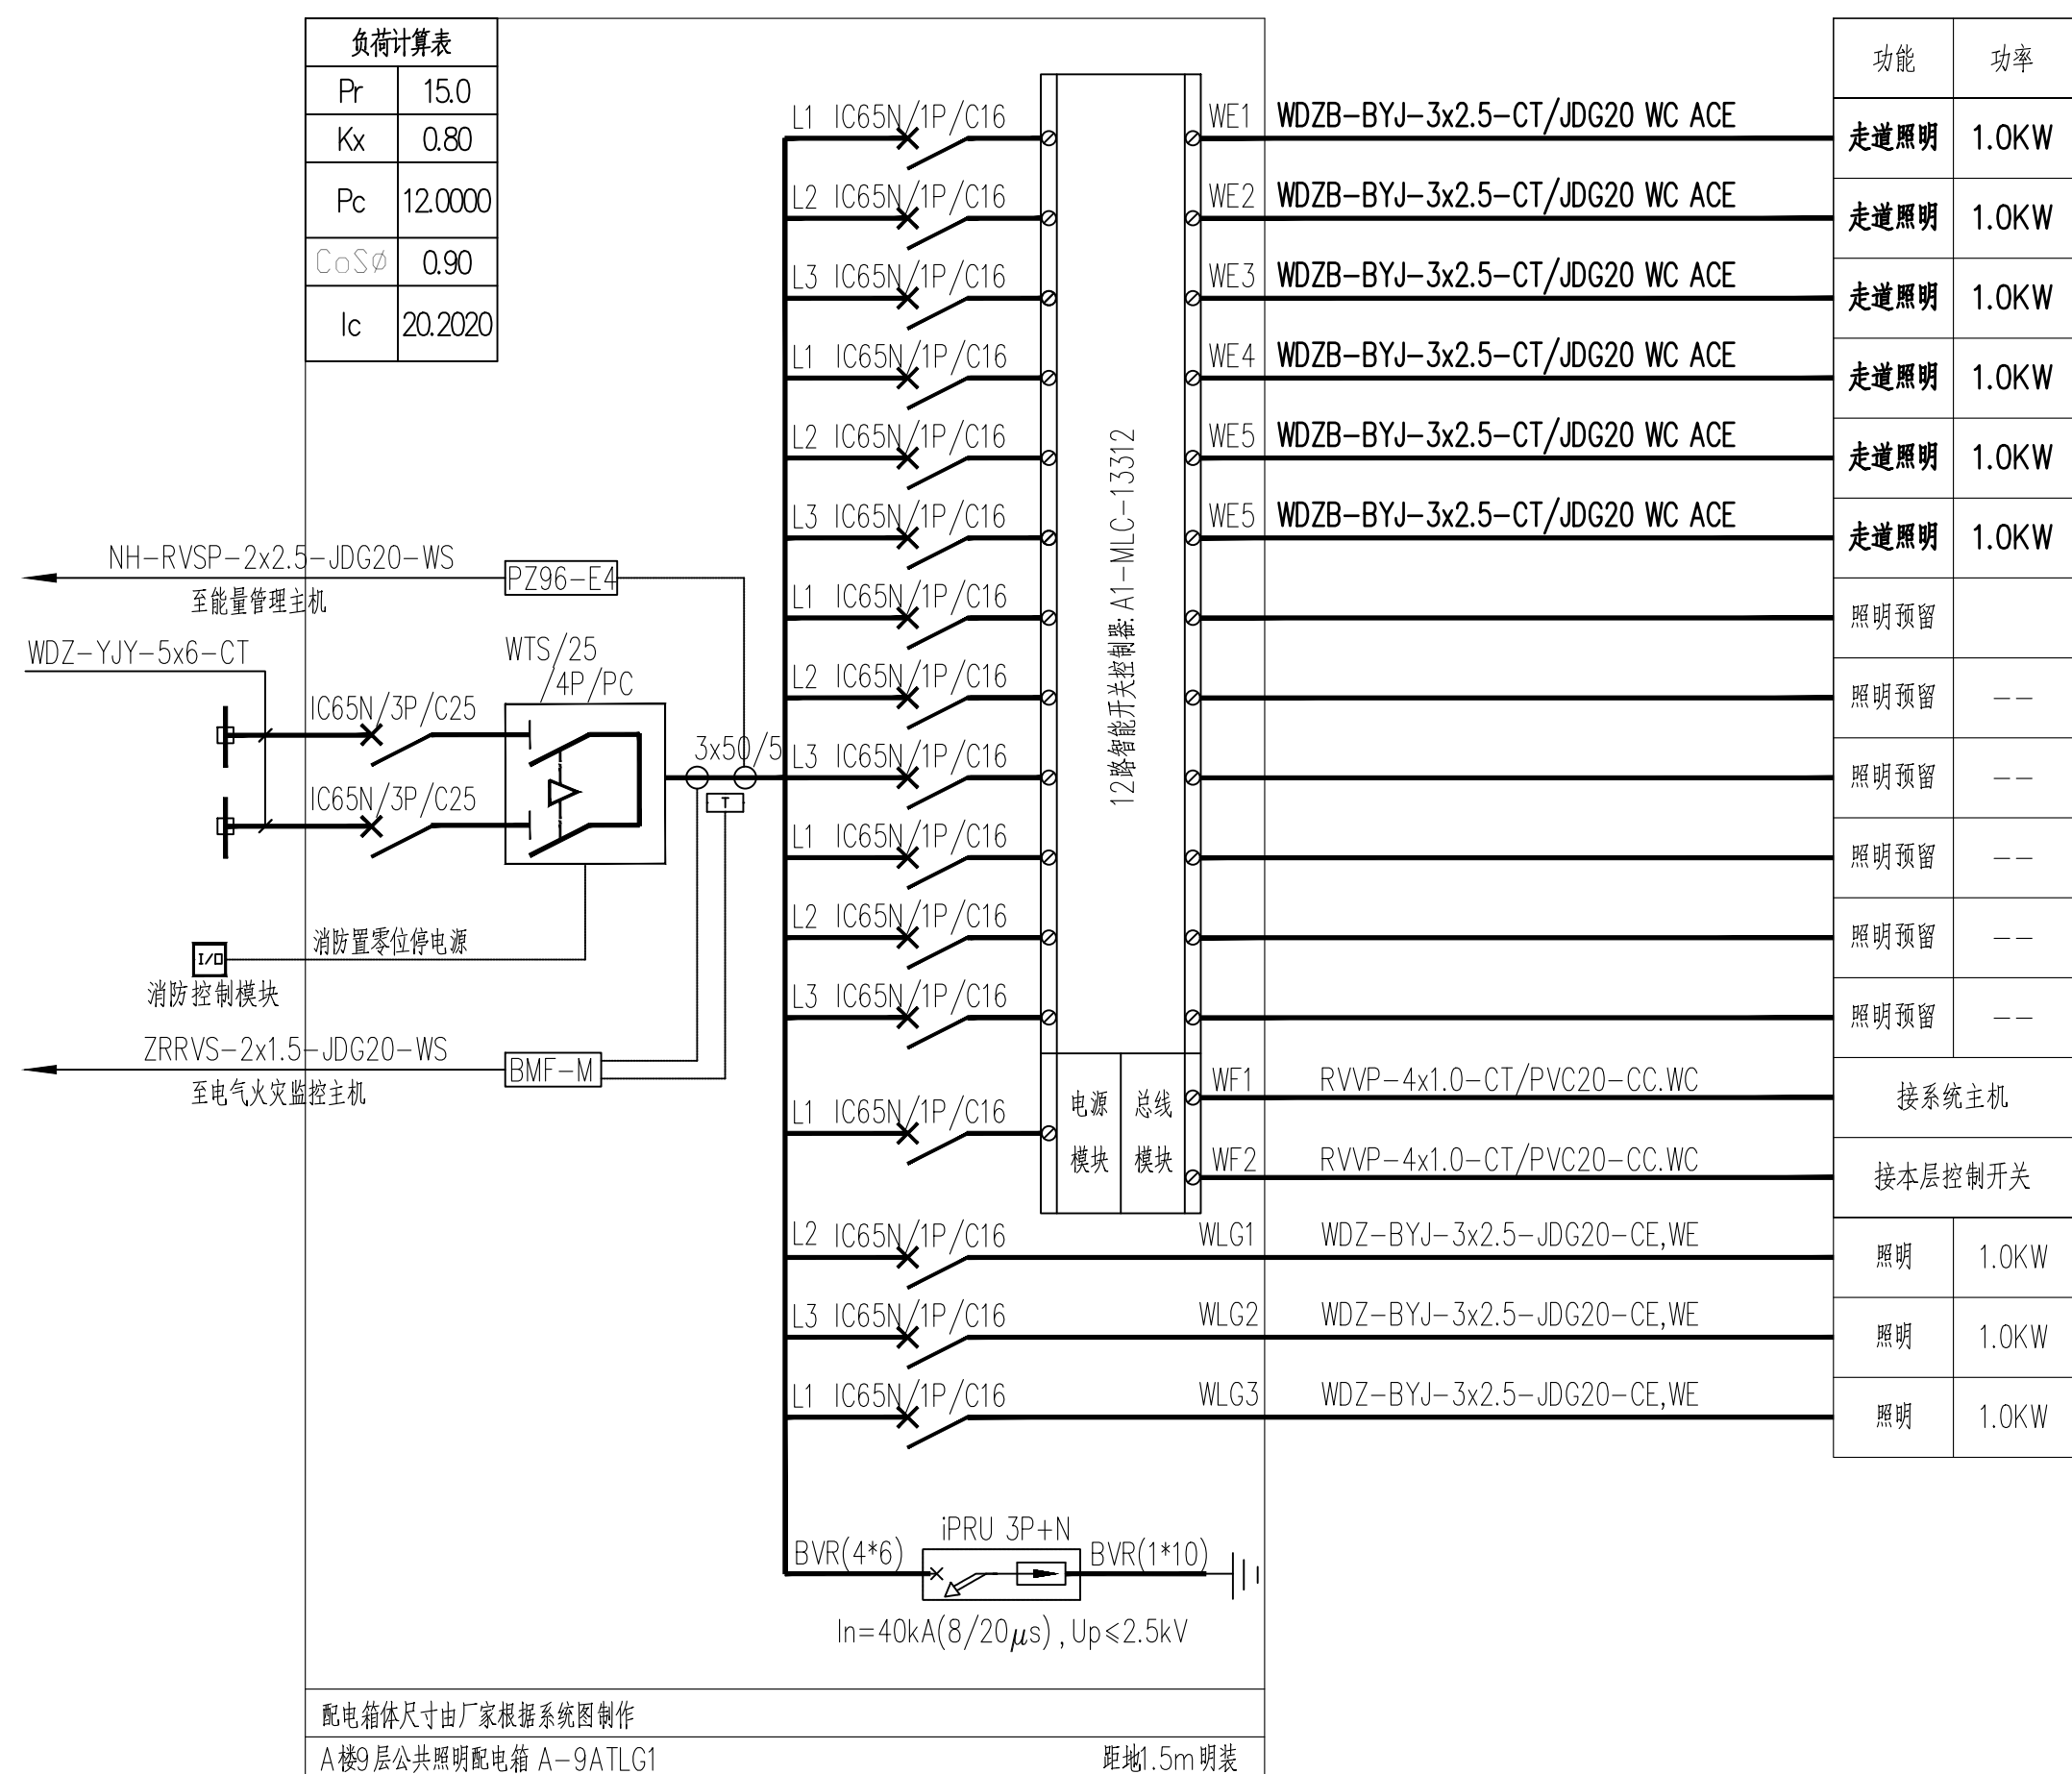 负荷计算表
Pr 15.0
Kx 0.80
Pc 12.0000
CoSø 0.90
Ic 20.2020
功能 功率
L1 IC65N/1P/C16 WE1 WDZB-BYJ-3x2.5-CT/JDG20 WC ACE 走道照明 1.0KW
L2 IC65N/1P/C16 WE2 WDZB-BYJ-3x2.5-CT/JDG20 WC ACE 走道照明 1.0KW
L3 IC65N/1P/C16 WE3 WDZB-BYJ-3x2.5-CT/JDG20 WC ACE 走道照明 1.0KW
L1 IC65N/1P/C16 WE4 WDZB-BYJ-3x2.5-CT/JDG20 WC ACE 走道照明 1.0KW
L2 IC65N/1P/C16 WE5 WDZB-BYJ-3x2.5-CT/JDG20 WC ACE 走道照明 1.0KW
L3 IC65N/1P/C16 WE5 WDZB-BYJ-3x2.5-CT/JDG20 WC ACE 走道照明 1.0KW
L1 IC65N/1P/C16 照明预留
L2 IC65N/1P/C16 照明预留 --
L3 IC65N/1P/C16 照明预留 --
L1 IC65N/1P/C16 照明预留 --
L2 IC65N/1P/C16 照明预留 --
L3 IC65N/1P/C16 照明预留 --
12路智能开关控制器:A1-MLC-13312
NH-RVSP-2x2.5-JDG20-WS
PZ96-E4
至能量管理主机
WDZ-YJY-5x6-CT
WTS/25
/4P/PC
IC65N/3P/C25
3x50/5
T
IC65N/3P/C25
消防置零位停电源
I/O
消防控制模块
ZRRVS-2x1.5-JDG20-WS
BMF-M
至电气火灾监控主机
L1 IC65N/1P/C16
电源
模块
总线
模块
WF1 RVVP-4x1.0-CT/PVC20-CC.WC 接系统主机
WF2 RVVP-4x1.0-CT/PVC20-CC.WC 接本层控制开关
L2 IC65N/1P/C16 WLG1 WDZ-BYJ-3x2.5-JDG20-CE,WE 照明 1.0KW
L3 IC65N/1P/C16 WLG2 WDZ-BYJ-3x2.5-JDG20-CE,WE 照明 1.0KW
L1 IC65N/1P/C16 WLG3 WDZ-BYJ-3x2.5-JDG20-CE,WE 照明 1.0KW
iPRU 3P+N
BVR(4*6) BVR(1*10)
In=40kA(8/20μs),Up≤2.5kV
配电箱体尺寸由厂家根据系统图制作
A楼9层公共照明配电箱 A-9ATLG1 距地1.5m明装